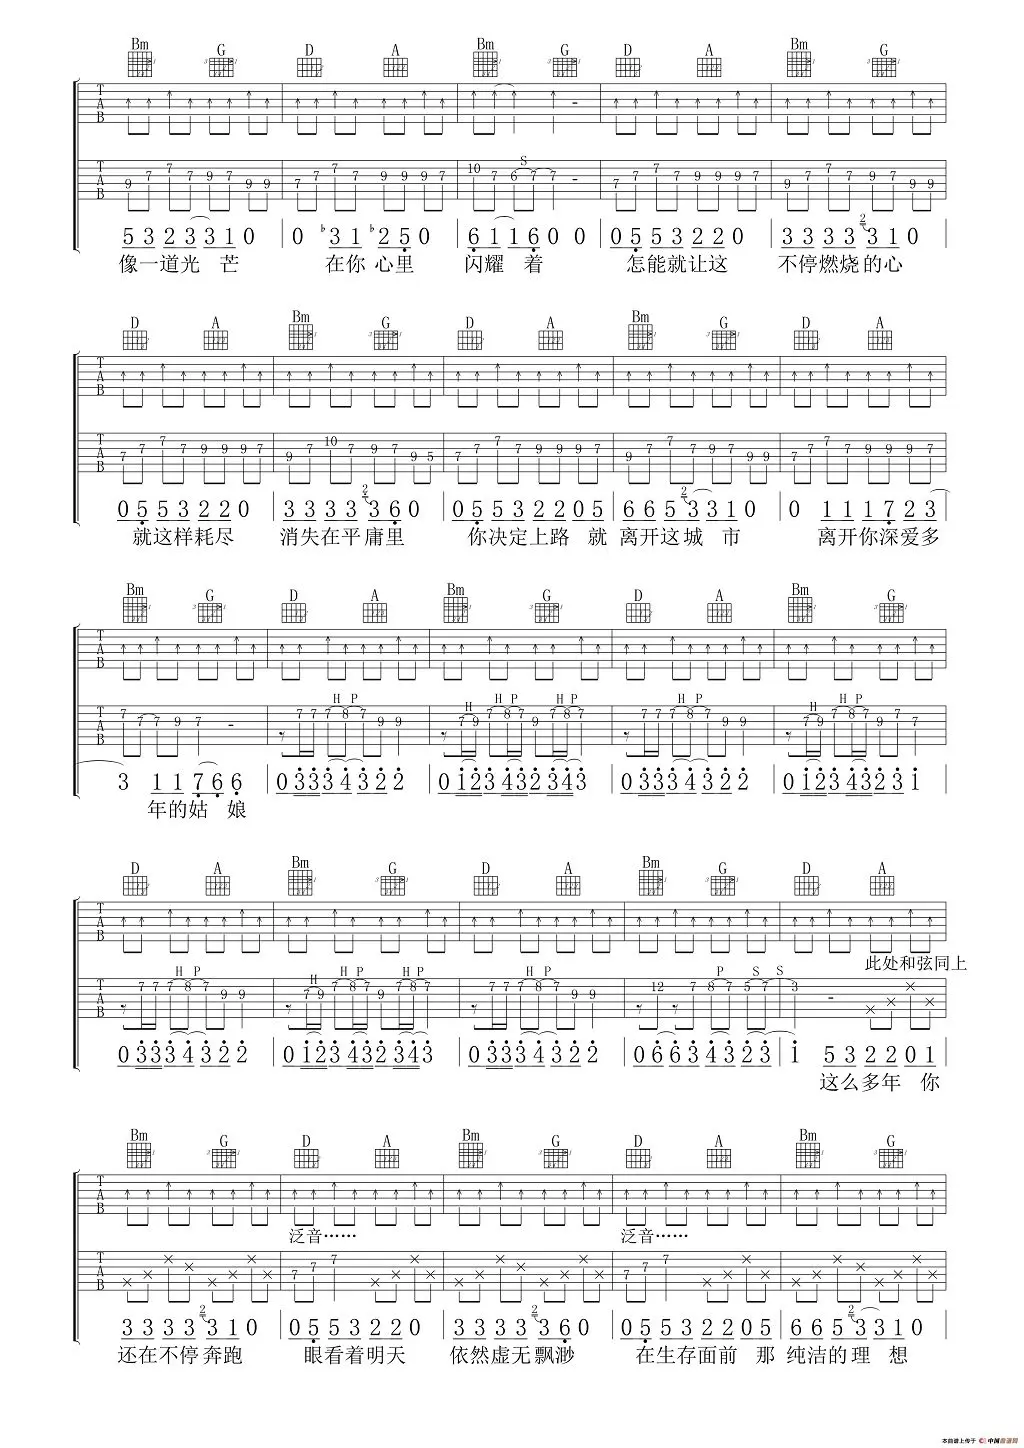 Bm G D A Bm G D A Bm G
T A B
S
9 7 7 7 9 7 9 9 7 7 7 7 9 9 9 7 10 7 6 7 7 - 7 7 7 7 9 9 9 7 9 7 7 7 9 7 9 9
5 3 2 3 3 1 0 0 ♭3 1 ♭2 5 0 6 1 1 6 0 0 0 5 5 3 2 2 0 3 3 3 3 2 3 1 0
像一道光 芒 在你 心里 闪耀 着 怎能就让这 不停燃烧的心
D A Bm G D A Bm G D A
T A B
7 7 7 7 9 9 9 7 9 7 10 7 7 9 7 9 5 7 7 7 7 9 9 9 7 9 7 7 7 9 7 9 9 7 7 7 7 9 9 9 7
0 5 5 3 2 2 0 3 3 3 3 2 3 6 0 0 5 5 3 2 2 0 5 6 6 5 2 3 3 1 0 0 1 1 1 7 2 3
就这样耗尽 消失在平庸里 你决定上路 就 离开这城 市 离开你深爱多
Bm G D A Bm G D A Bm G
T A B
H P H H P H P H P H H P
7 7 7 9 7 - 7 7 7 8 7 9 9 7 9 7 8 7 9 7 8 7 7 7 7 8 7 9 9 7 9 7 8 7 9 7 7
3 1 1 7 6 6 0 3 3 3 4 3 2 2 0 1 2 3 4 3 2 3 4 3 0 3 3 3 4 3 2 2 0 1 2 3 4 3 2 3 1
年的姑 娘
D A Bm G D A Bm G D A
T A B
此处和弦同上
H P H H P H P H P P S S
7 7 7 8 7 9 9 7 9 7 8 7 9 7 8 7 7 7 7 8 7 9 9 12 7 8 7 5 7 3 -
0 3 3 3 4 3 2 2 0 1 2 3 4 3 2 3 4 3 0 3 3 3 4 3 2 2 0 6 6 3 4 3 2 3 1 5 3 2 2 0 1
这么多年 你
Bm G D A Bm G D A Bm G
T A B
泛音…… 泛音……
7 7 7 7 7 7
3 3 3 3 2 3 1 0 0 5 5 3 2 2 0 3 3 3 3 2 3 6 0 0 5 5 3 2 2 0 5 6 6 5 2 3 3 1 0
还在不停奔跑 眼看着明天 依然虚无飘渺 在生存面前 那 纯洁的理 想
本曲谱上传于 中国曲谱网